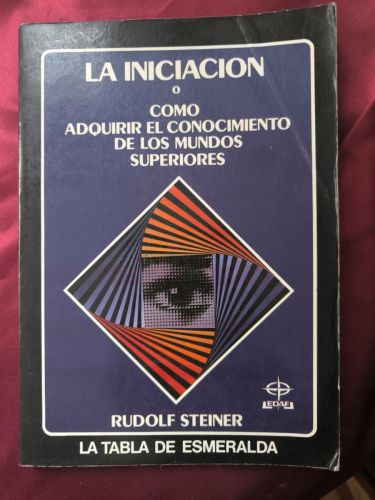 LA INICIACION
o
COMO
ADQUIRIR EL CONOCIMIENTO
DE LOS MUNDOS
SUPERIORES
EDAF
RUDOLF STEINER
LA TABLA DE ESMERALDA